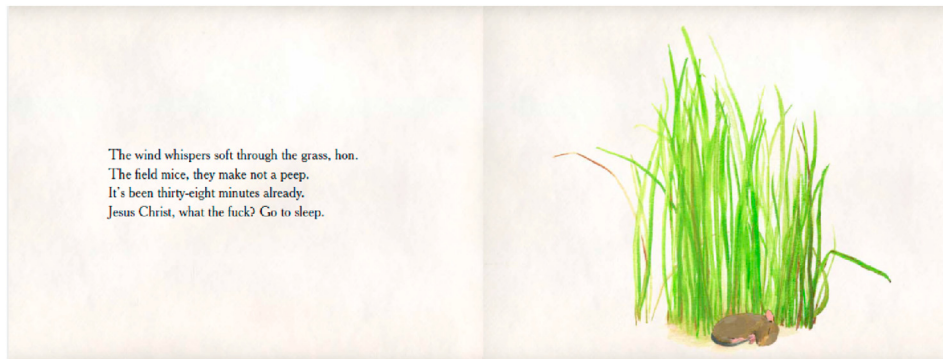 The wind whispers soft through the grass, hon.
The field mice, they make not a peep.
It's been thirty-eight minutes already.
Jesus Christ, what the fuck? Go to sleep.